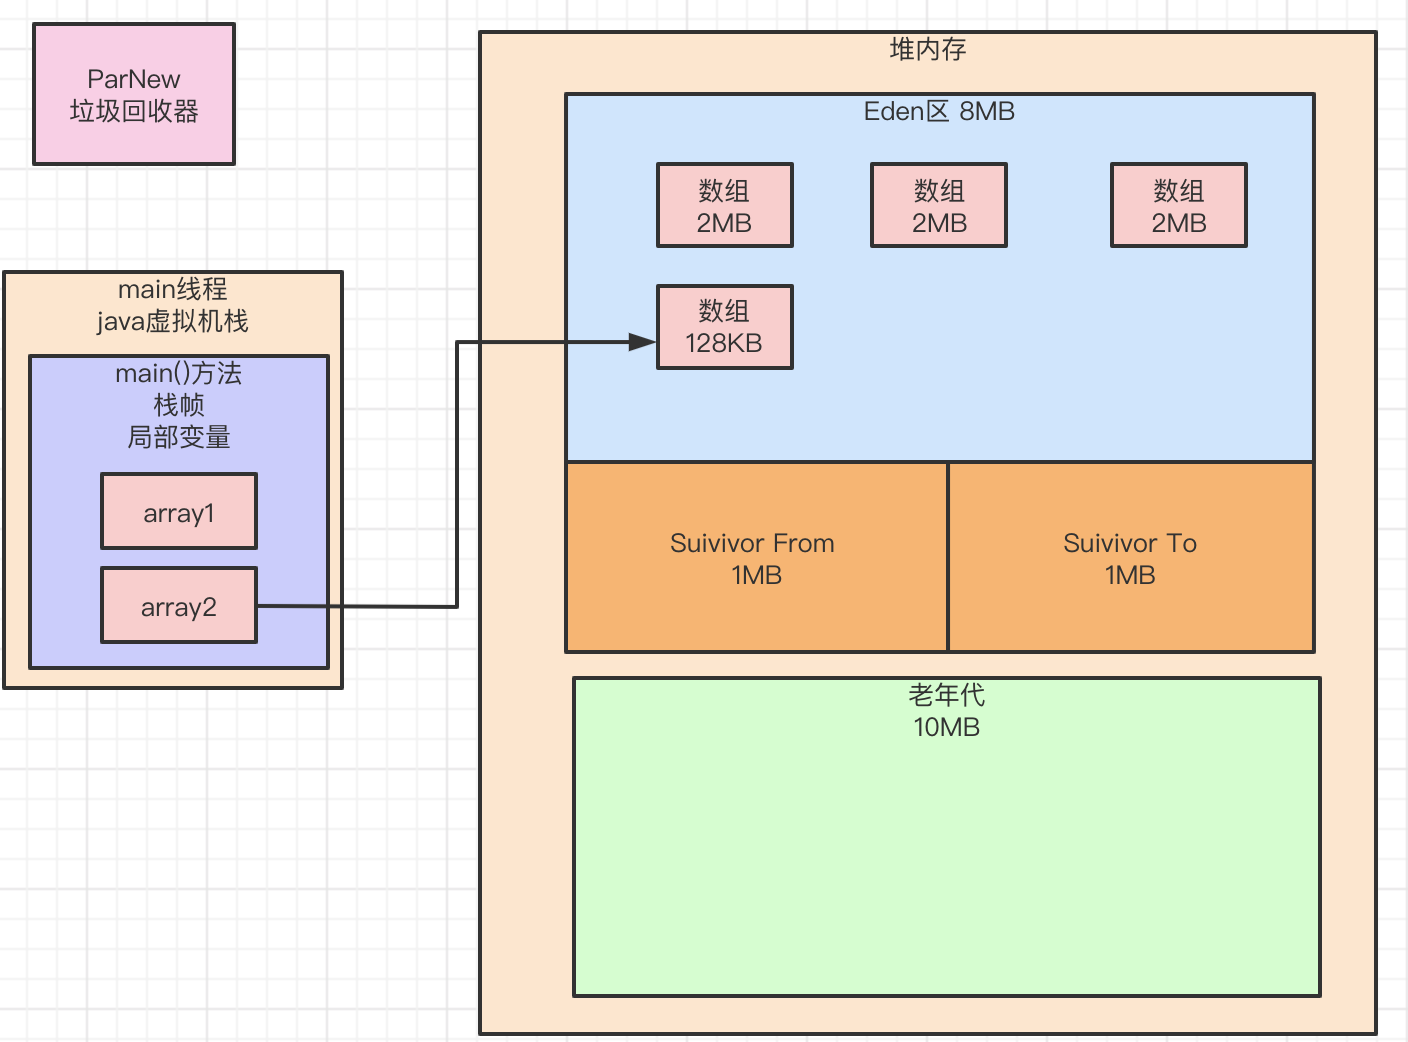 ParNew
垃圾回收器
main线程
java虚拟机栈
main()方法
栈帧
局部变量
array1
array2
堆内存
Eden区 8MB
数组
2MB
数组
2MB
数组
2MB
数组
128KB
Suivivor From
1MB
Suivivor To
1MB
老年代
10MB